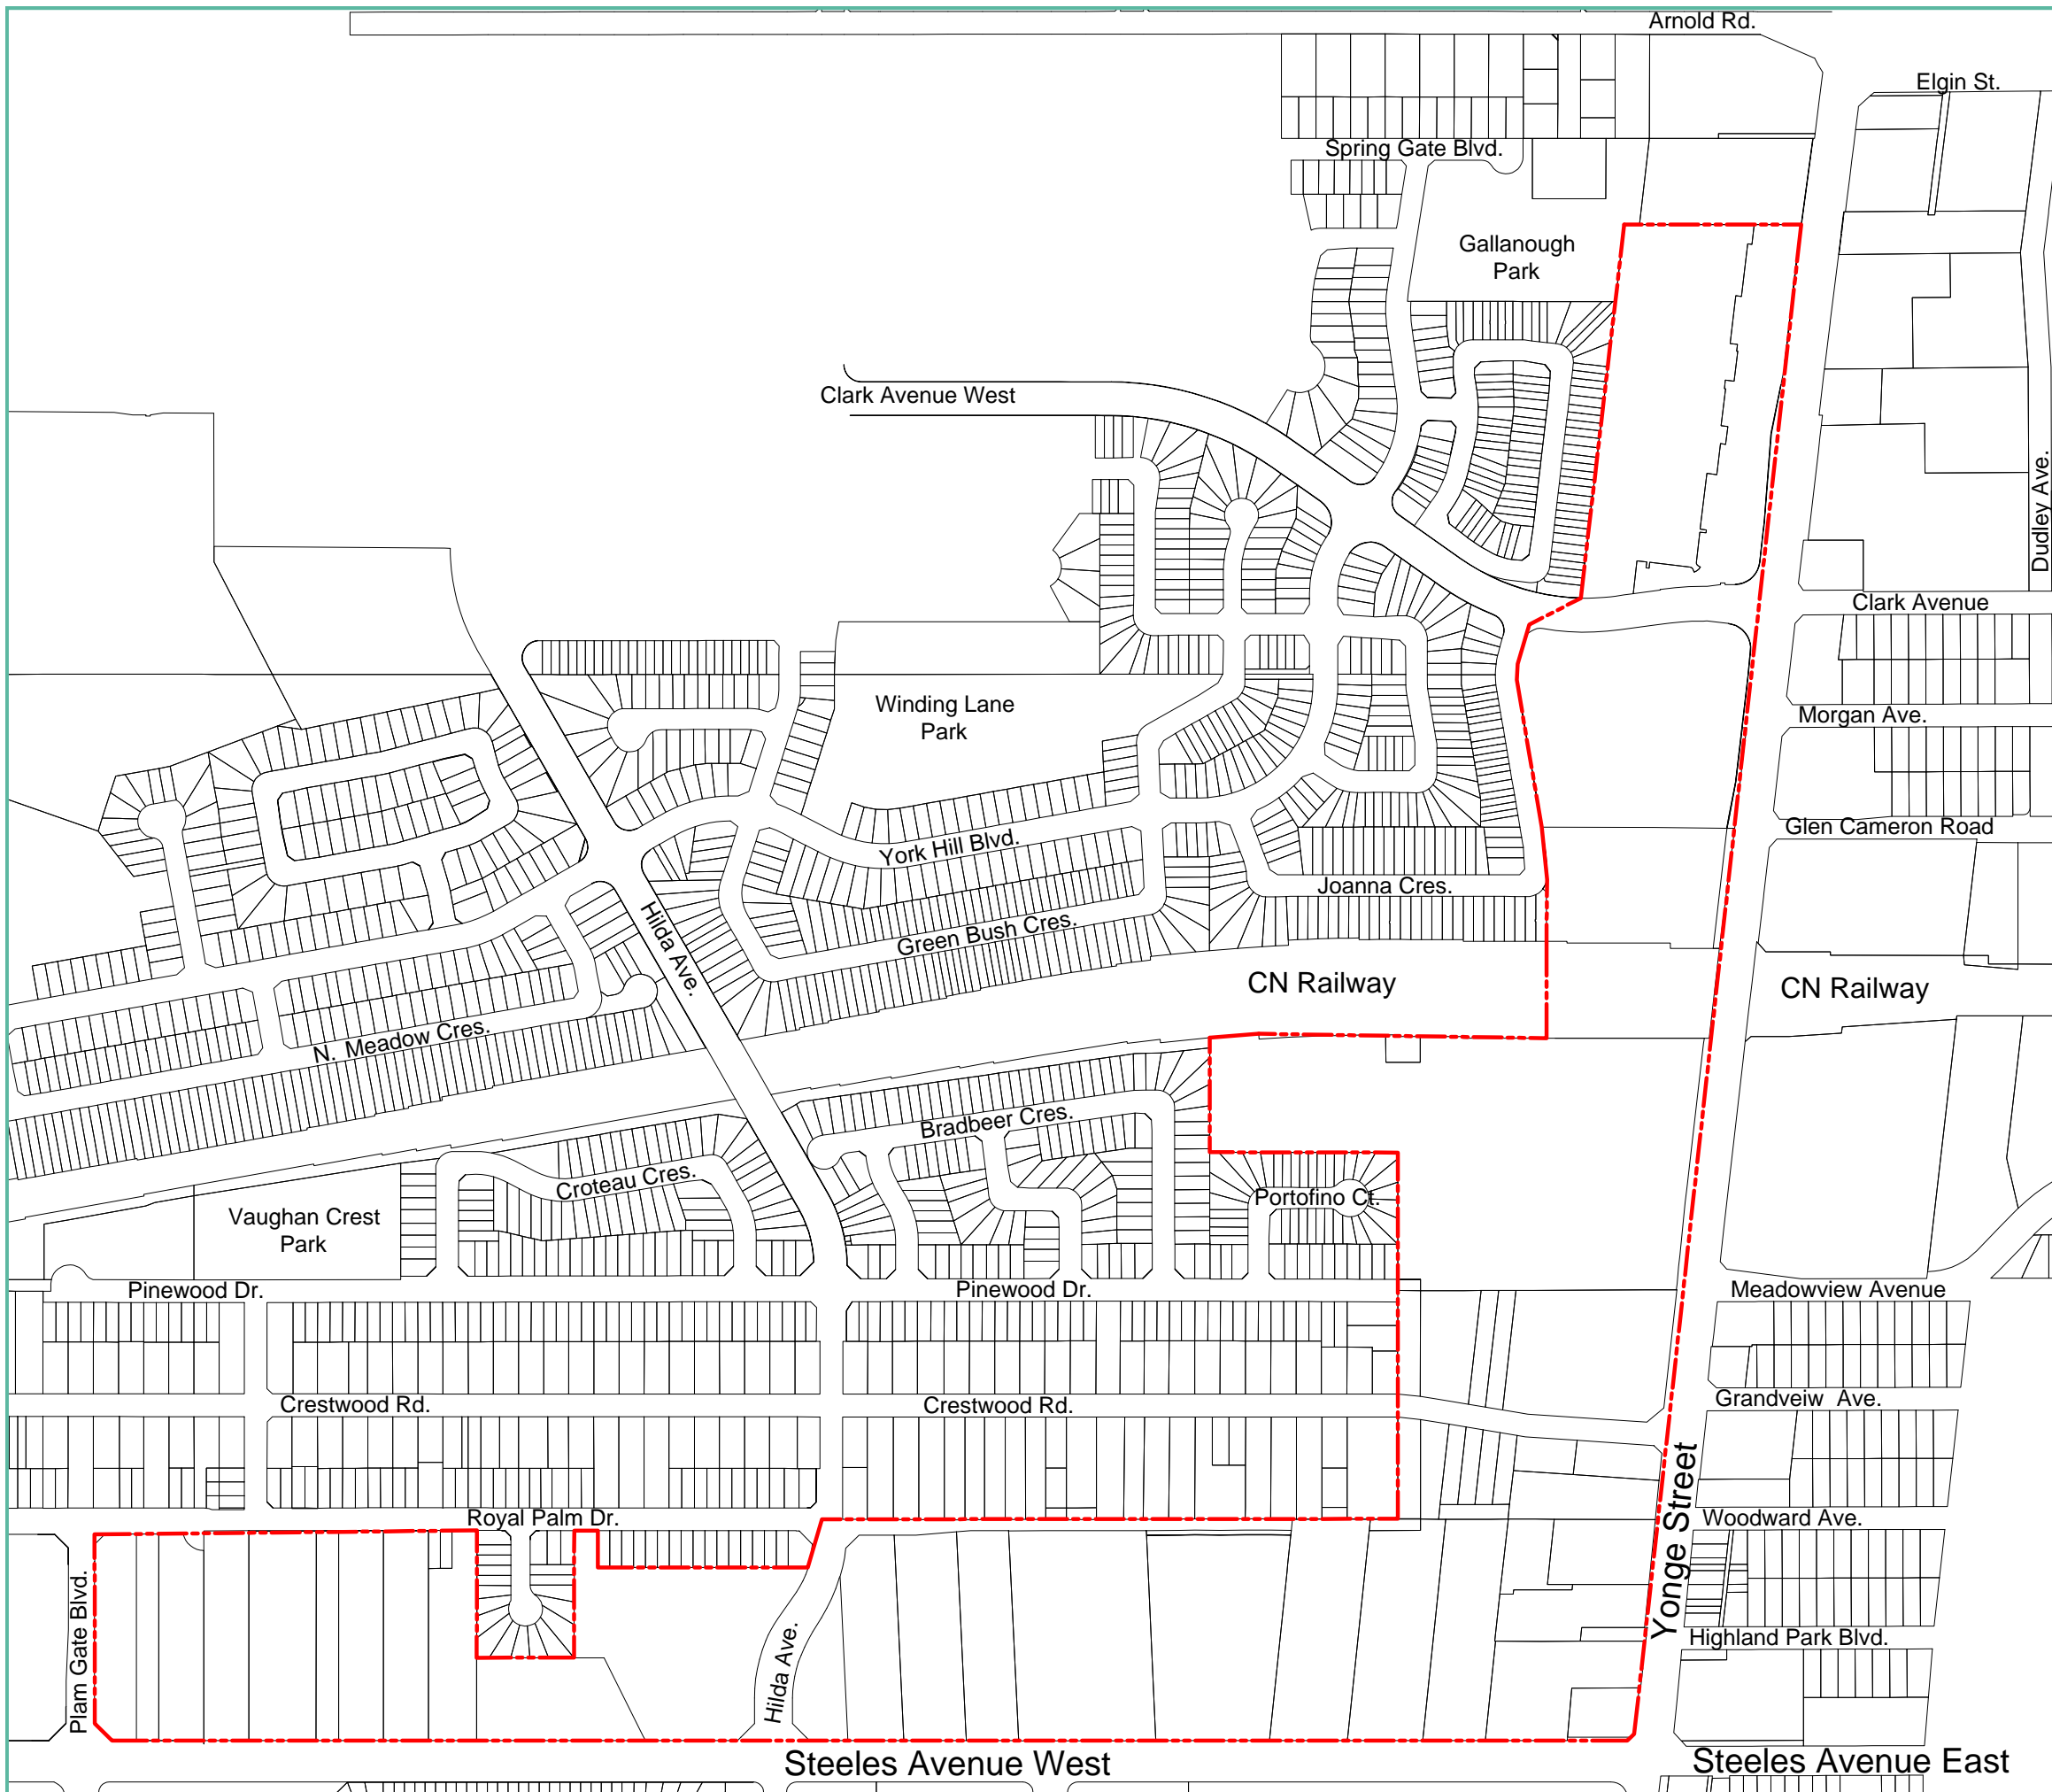 Arnold Rd.
Elgin St.
Spring Gate Blvd.
Gallanough
Park
Clark Avenue West
Dudley Ave.
Clark Avenue
Winding Lane
Park
Morgan Ave.
Glen Cameron Road
York Hill Blvd.
Joanna Cres.
Hilda Ave.
Green Bush Cres.
CN Railway
CN Railway
N. Meadow Cres.
Bradbeer Cres.
Croteau Cres.
Portofino Ct.
Vaughan Crest
Park
Pinewood Dr.
Pinewood Dr.
Meadowview Avenue
Crestwood Rd.
Crestwood Rd.
Grandveiw Ave.
Yonge Street
Royal Palm Dr.
Woodward Ave.
Plam Gate Blvd.
Hilda Ave.
Highland Park Blvd.
Steeles Avenue West
Steeles Avenue East